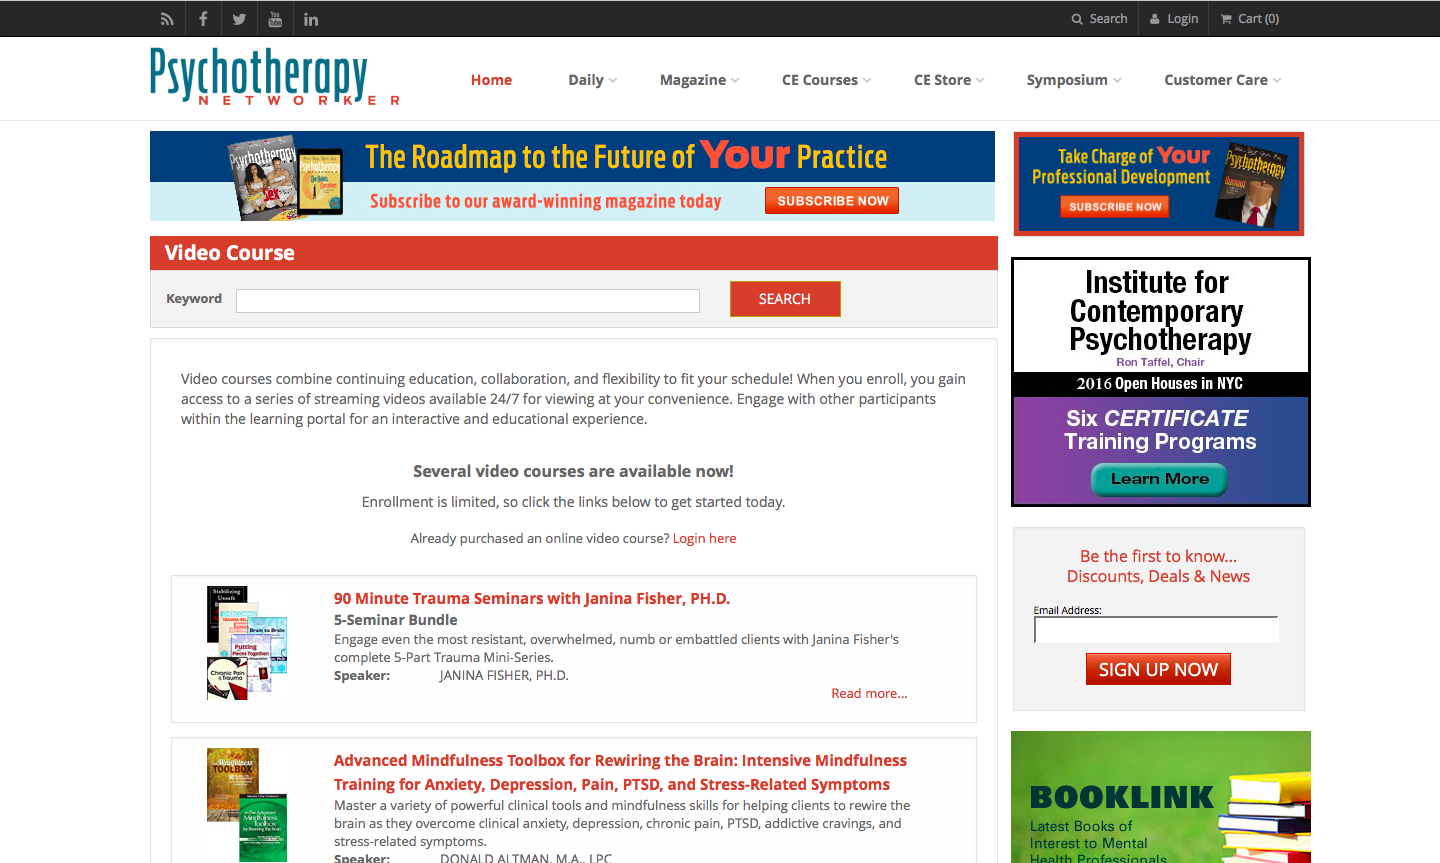 Search
Login
Cart (0)
Psychotherapy
NETWORKER
Home
Daily
Magazine
CE Courses
CE Store
Symposium
Customer Care
The Roadmap to the Future of Your Practice
Subscribe to our award-winning magazine today
SUBSCRIBE NOW
Take Charge of Your
Professional Development
SUBSCRIBE NOW
Video Course
Keyword
SEARCH
Video courses combine continuing education, collaboration, and flexibility to fit your schedule! When you enroll, you gain
access to a series of streaming videos available 24/7 for viewing at your convenience. Engage with other participants
within the learning portal for an interactive and educational experience.
Several video courses are available now!
Enrollment is limited, so click the links below to get started today.
Already purchased an online video course? Login here
90 Minute Trauma Seminars with Janina Fisher, PH.D.
5-Seminar Bundle
Engage even the most resistant, overwhelmed, numb or embattled clients with Janina Fisher's
complete 5-Part Trauma Mini-Series.
Speaker: JANINA FISHER, PH.D.
Read more...
Advanced Mindfulness Toolbox for Rewiring the Brain: Intensive Mindfulness
Training for Anxiety, Depression, Pain, PTSD, and Stress-Related Symptoms
Master a variety of powerful clinical tools and mindfulness skills for helping clients to rewire the
brain as they overcome clinical anxiety, depression, chronic pain, PTSD, addictive cravings, and
stress-related symptoms.
Speaker: DONALD ALTMAN, M.A., LPC
Institute for
Contemporary
Psychotherapy
Ron Taffel, Chair
2016 Open Houses in NYC
Six CERTIFICATE
Training Programs
Learn More
Be the first to know...
Discounts, Deals & News
Email Address:
SIGN UP NOW
BOOKLINK
Latest Books of
Interest to Mental
Health Professionals